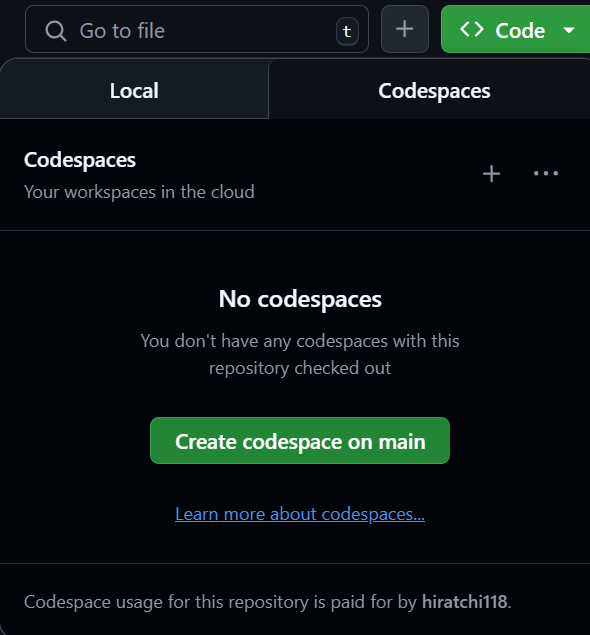 Go to file
t
Code
Local
Codespaces
Codespaces
Your workspaces in the cloud
No codespaces
You don't have any codespaces with this
repository checked out
Create codespace on main
Learn more about codespaces...
Codespace usage for this repository is paid for by hiratchi118.